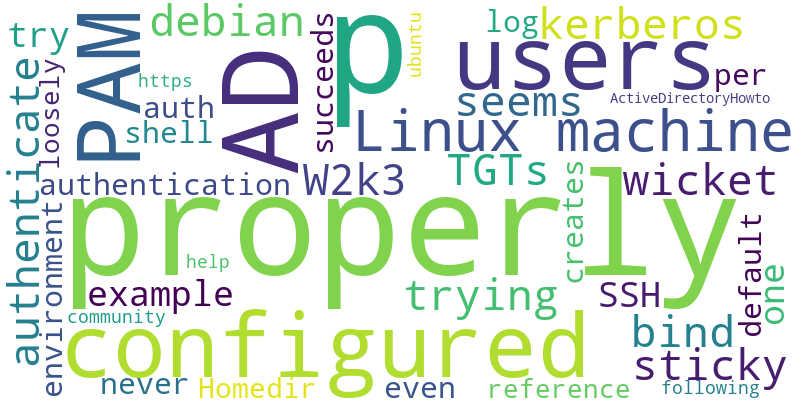 try
debian
PAM
AD
p
log
kerberos
ubuntu
users
per
https
auth
shell
succeeds
seems
ActiveDirectoryHowto
Linux machine
authenticate
loosely
authentication
W2k3
TGTs
wicket
properly
creates
environment
help
example
trying
SSH
default
one
community
configured
bind
sticky
never
Homedir
even
reference
following